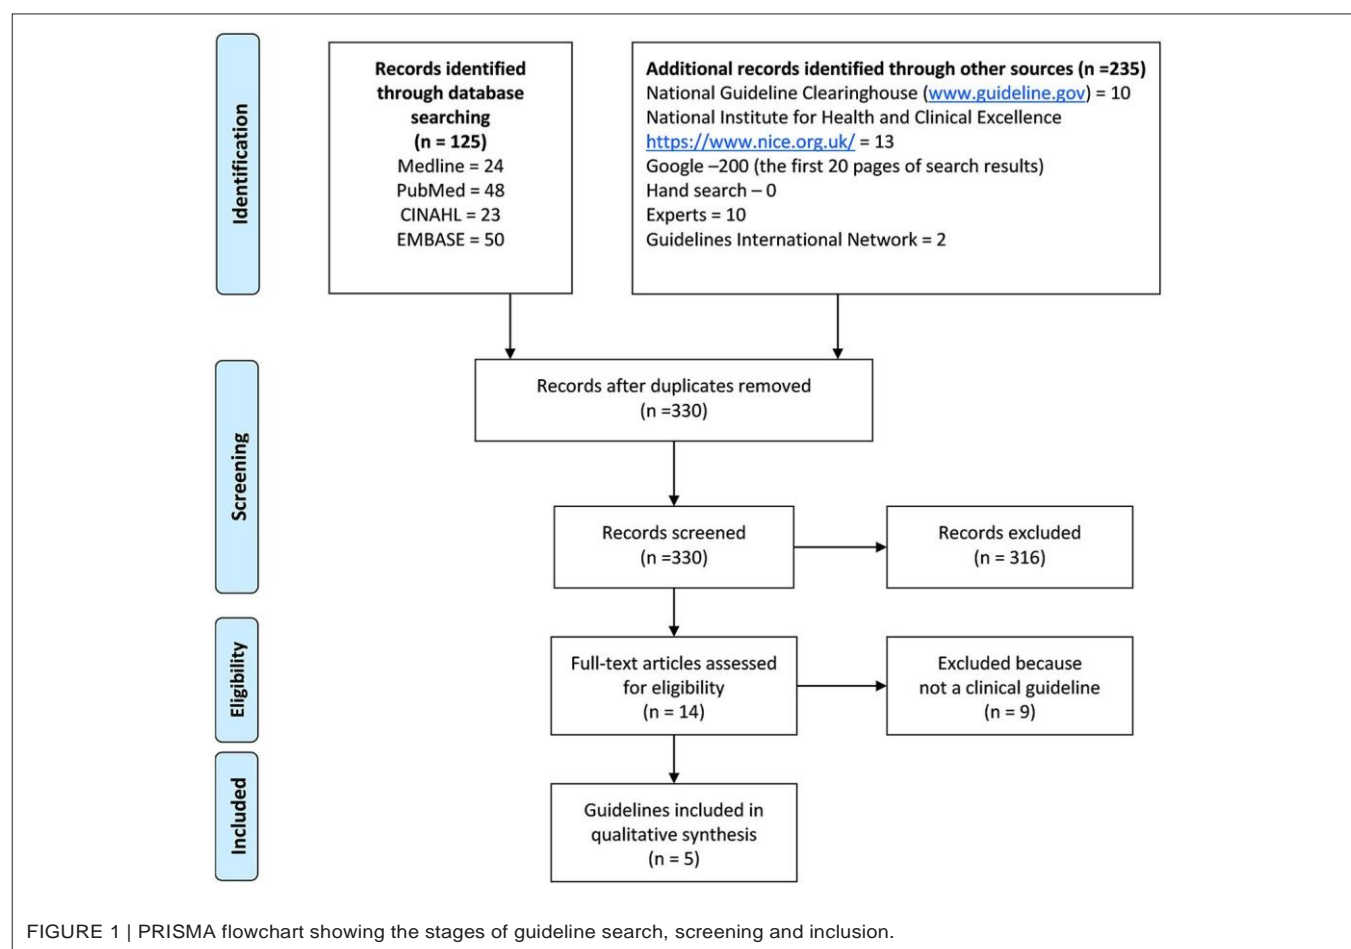 Identification
Records identified
through database
searching
(n = 125)
Medline = 24
PubMed = 48
CINAHL = 23
EMBASE = 50
Additional records identified through other sources (n =235)
National Guideline Clearinghouse (www.guideline.gov) = 10
National Institute for Health and Clinical Excellence
https://www.nice.org.uk/ = 13
Google –200 (the first 20 pages of search results)
Hand search – 0
Experts = 10
Guidelines International Network = 2
Screening
Records after duplicates removed
(n =330)
Records screened
(n =330)
Records excluded
(n = 316)
Eligibility
Full-text articles assessed
for eligibility
(n = 14)
Excluded because
not a clinical guideline
(n = 9)
Included
Guidelines included in
qualitative synthesis
(n = 5)
FIGURE 1 | PRISMA flowchart showing the stages of guideline search, screening and inclusion.